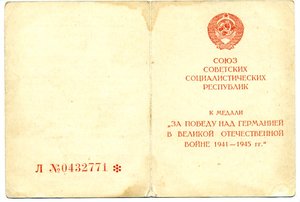 Л №0432771 *
СОЮЗ
СОВЕТСКИХ
СОЦИАЛИСТИЧЕСКИХ
РЕСПУБЛИК
К МЕДАЛИ
„ЗА ПОБЕДУ НАД ГЕРМАНИЕЙ
В ВЕЛИКОЙ ОТЕЧЕСТВЕННОЙ
ВОЙНЕ 1941—1945 гг.“